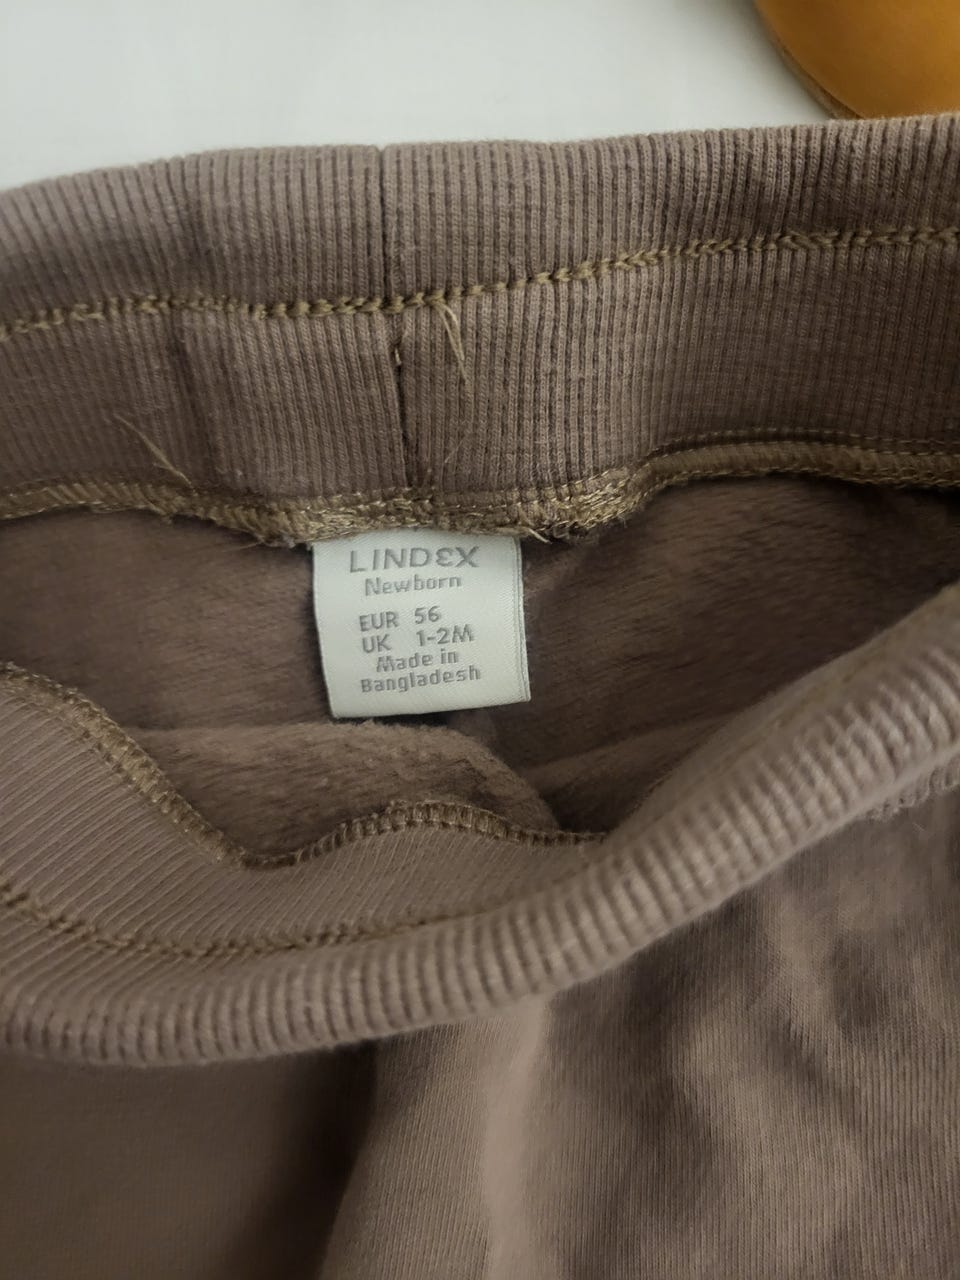 LINDEX
Newborn
EUR 56
UK 1-2M
Made in
Bangladesh